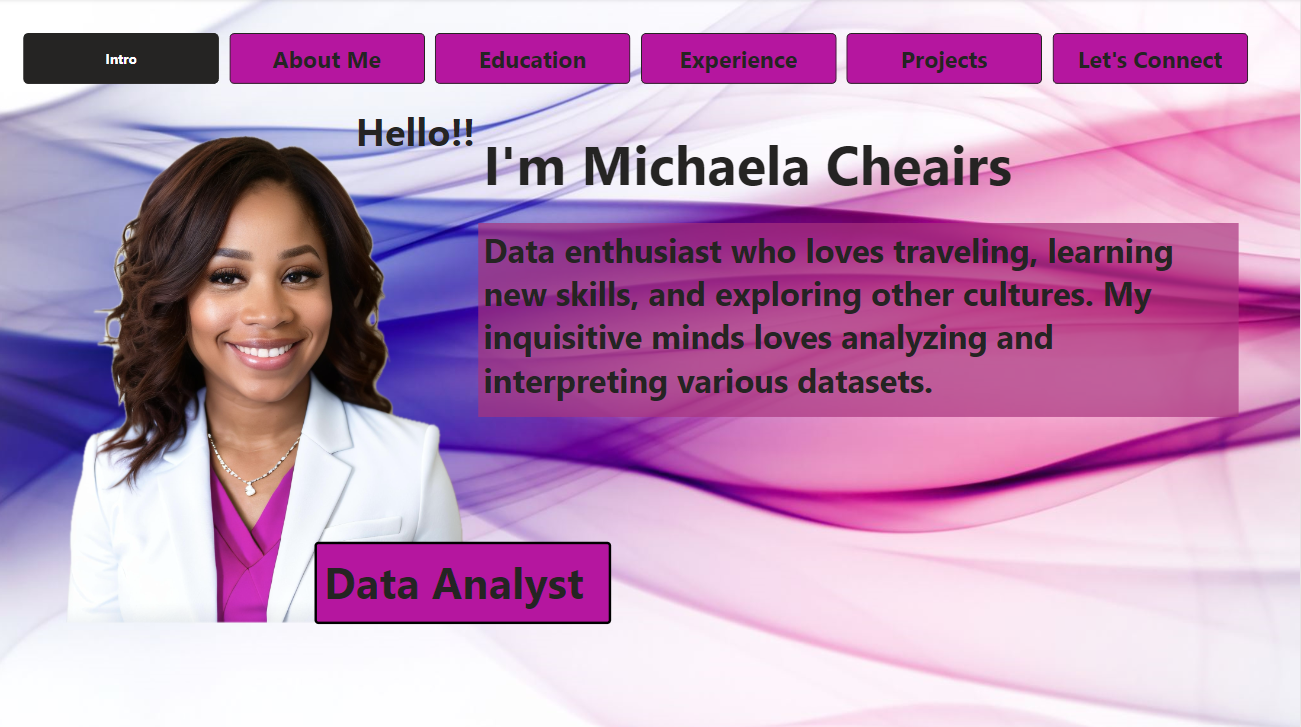 Intro
About Me
Education
Experience
Projects
Let's Connect
Hello!!
I'm Michaela Cheairs
Data enthusiast who loves traveling, learning
new skills, and exploring other cultures. My
inquisitive minds loves analyzing and
interpreting various datasets.
Data Analyst